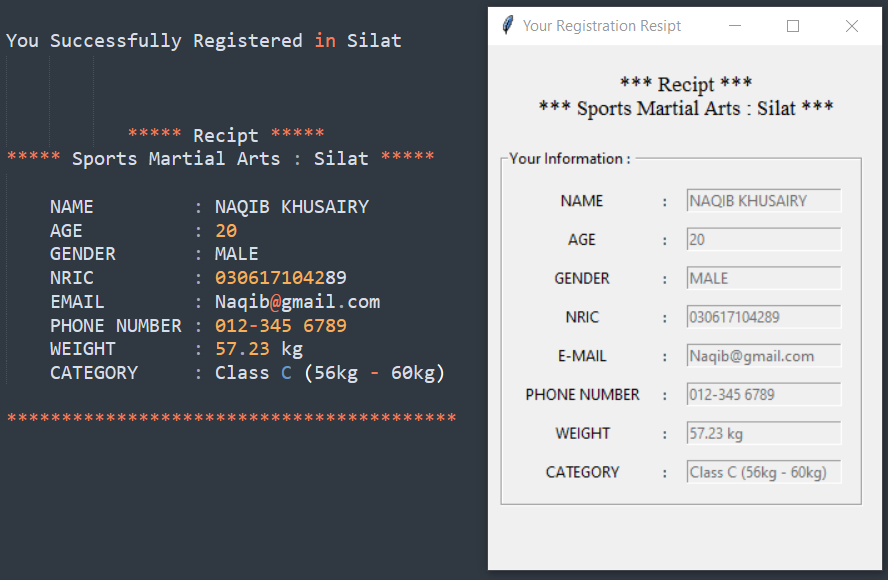 You Successfully Registered in Silat
***** Recipt *****
***** Sports Martial Arts : Silat *****
NAME : NAQIB KHUSAIRY
AGE : 20
GENDER : MALE
NRIC : 030617104289
EMAIL : Naqib@gmail.com
PHONE NUMBER : 012-345 6789
WEIGHT : 57.23 kg
CATEGORY : Class C (56kg - 60kg)
*****************************************
Your Registration Resipt
*** Recipt ***
*** Sports Martial Arts : Silat ***
Your Information :
NAME : NAQIB KHUSAIRY
AGE : 20
GENDER : MALE
NRIC : 030617104289
E-MAIL : Naqib@gmail.com
PHONE NUMBER : 012-345 6789
WEIGHT : 57.23 kg
CATEGORY : Class C (56kg - 60kg)